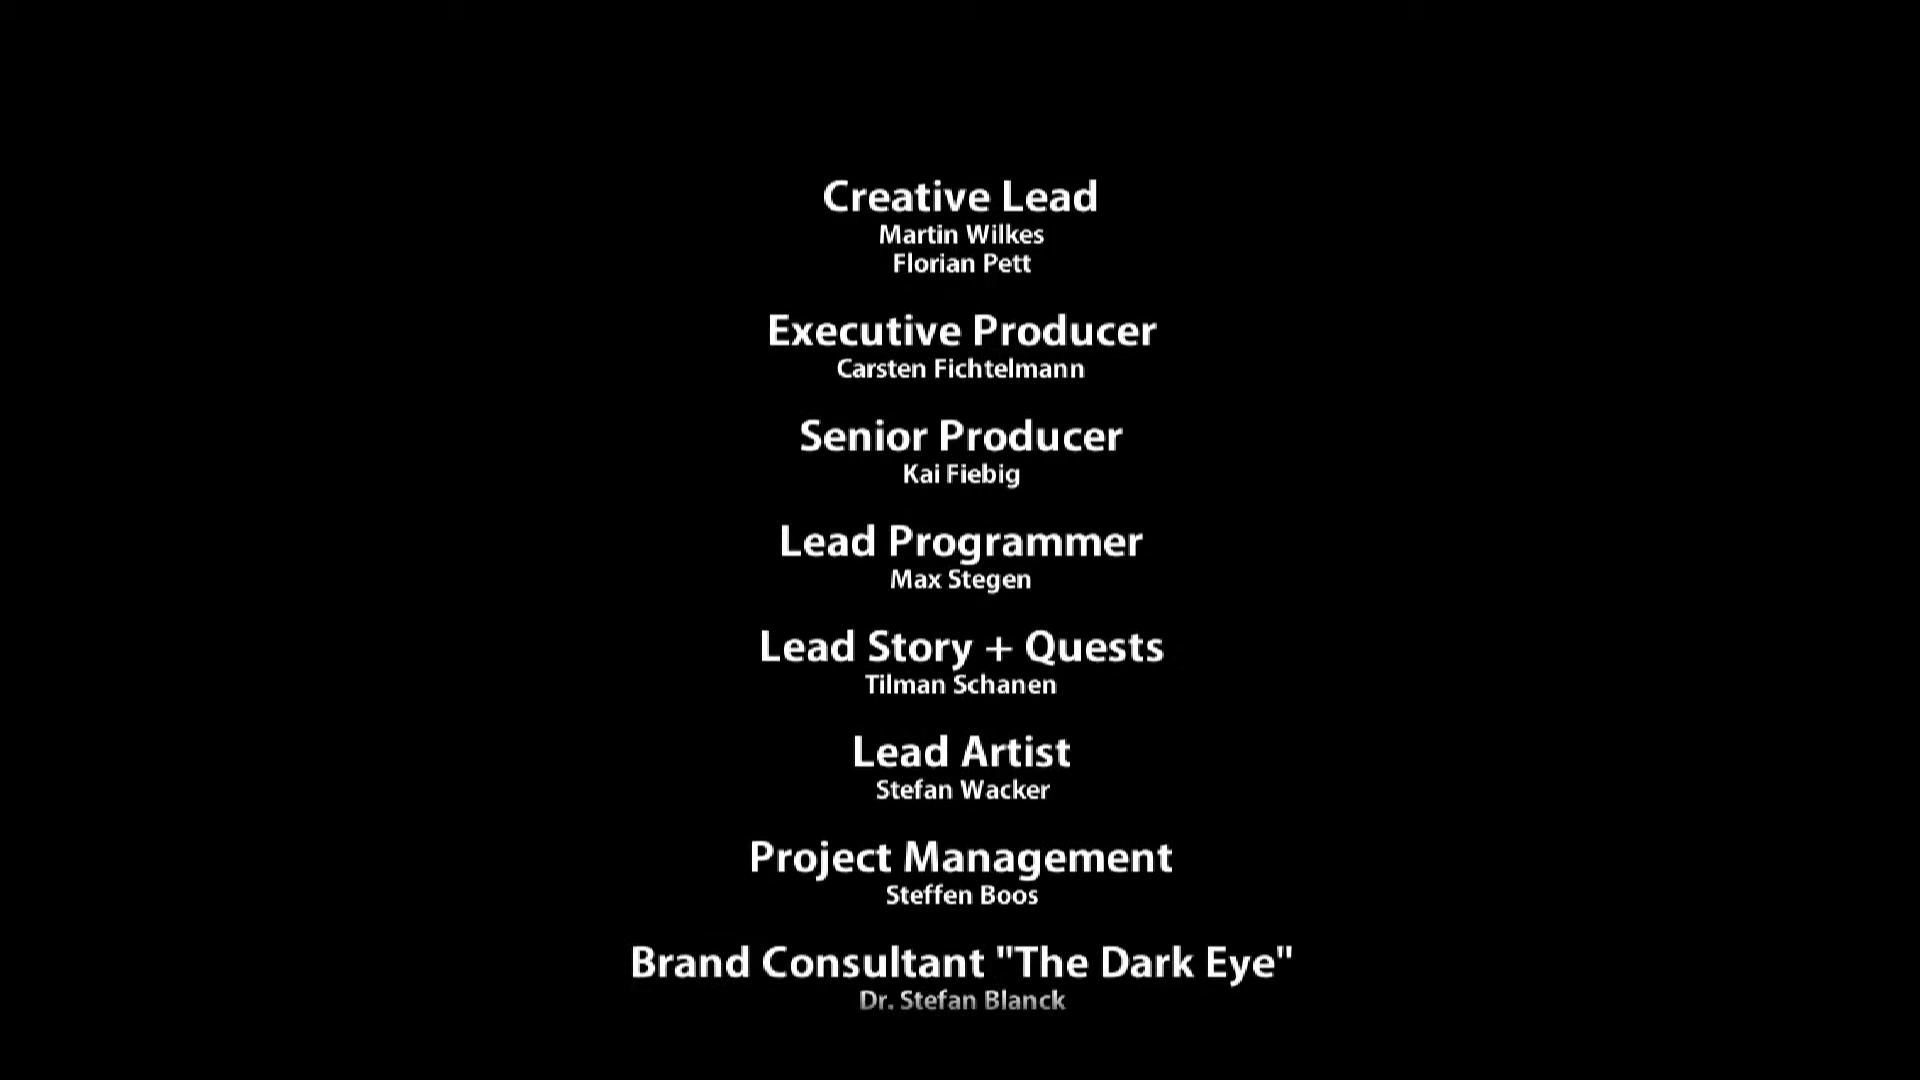 Creative Lead
Martin Wilkes
Florian Pett
Executive Producer
Carsten Fichtelmann
Senior Producer
Kai Fiebig
Lead Programmer
Max Stegen
Lead Story + Quests
Tilman Schanen
Lead Artist
Stefan Wacker
Project Management
Steffen Boos
Brand Consultant "The Dark Eye"
Dr. Stefan Blanck